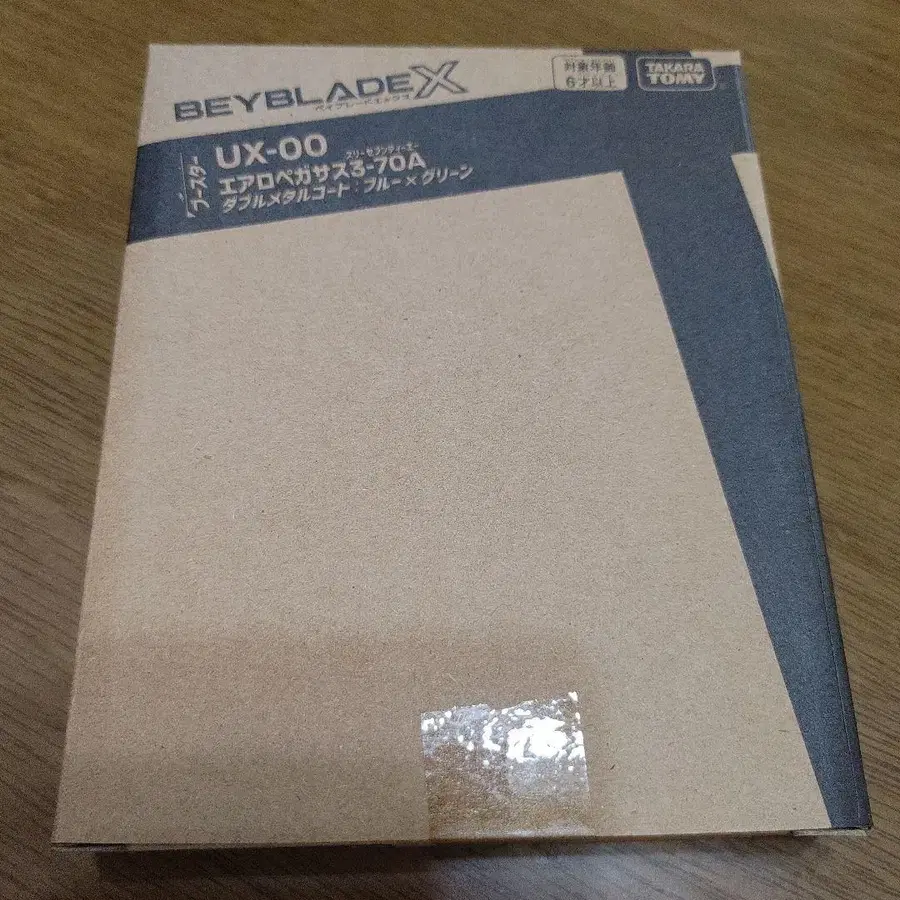 BEYBLADE X
ベイブレードエックス
対象年齢
6才以上
TAKARA
TOMY
ブースター
UX-00
スリーセブンティーエー
エアロペガサス3-70A
ダブルメタルコート：ブルー×グリーン